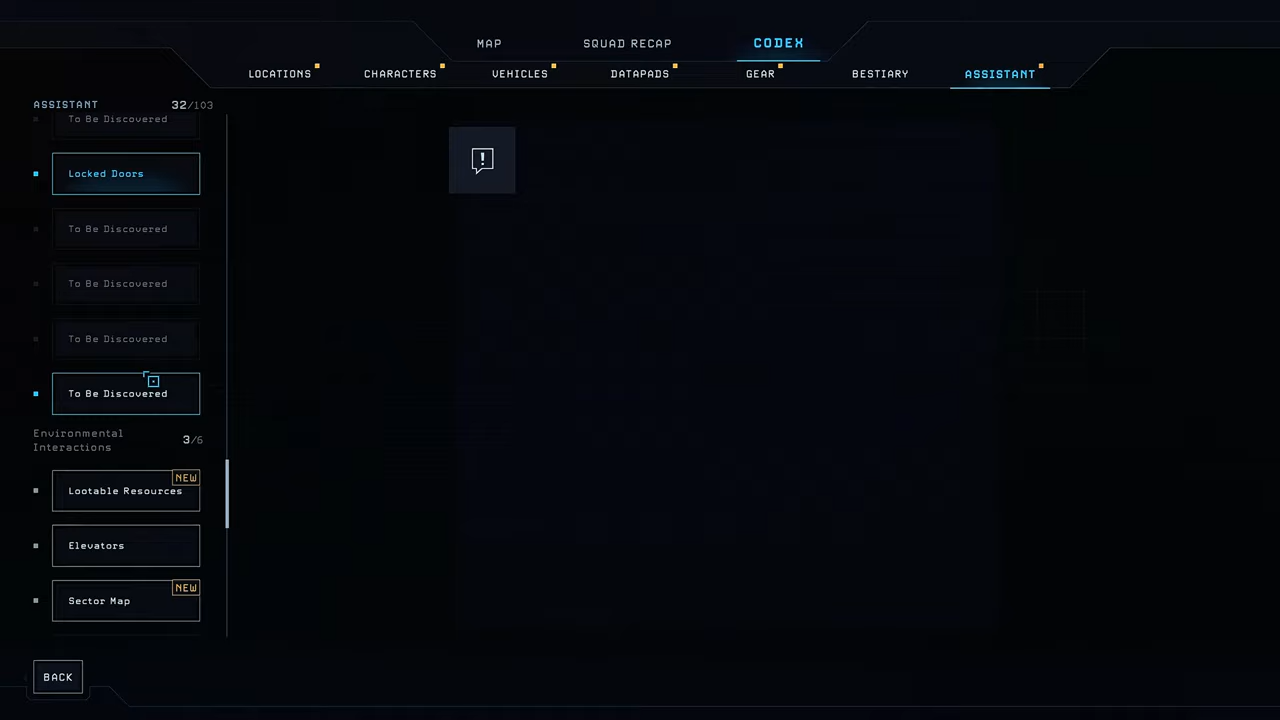 MAP
SQUAD RECAP
CODEX
LOCATIONS
CHARACTERS
VEHICLES
DATAPADS
GEAR
BESTIARY
ASSISTANT
ASSISTANT 32/103
To Be Discovered
Locked Doors
To Be Discovered
To Be Discovered
To Be Discovered
To Be Discovered
Environmental
Interactions 3/6
NEW
Lootable Resources
Elevators
NEW
Sector Map
BACK